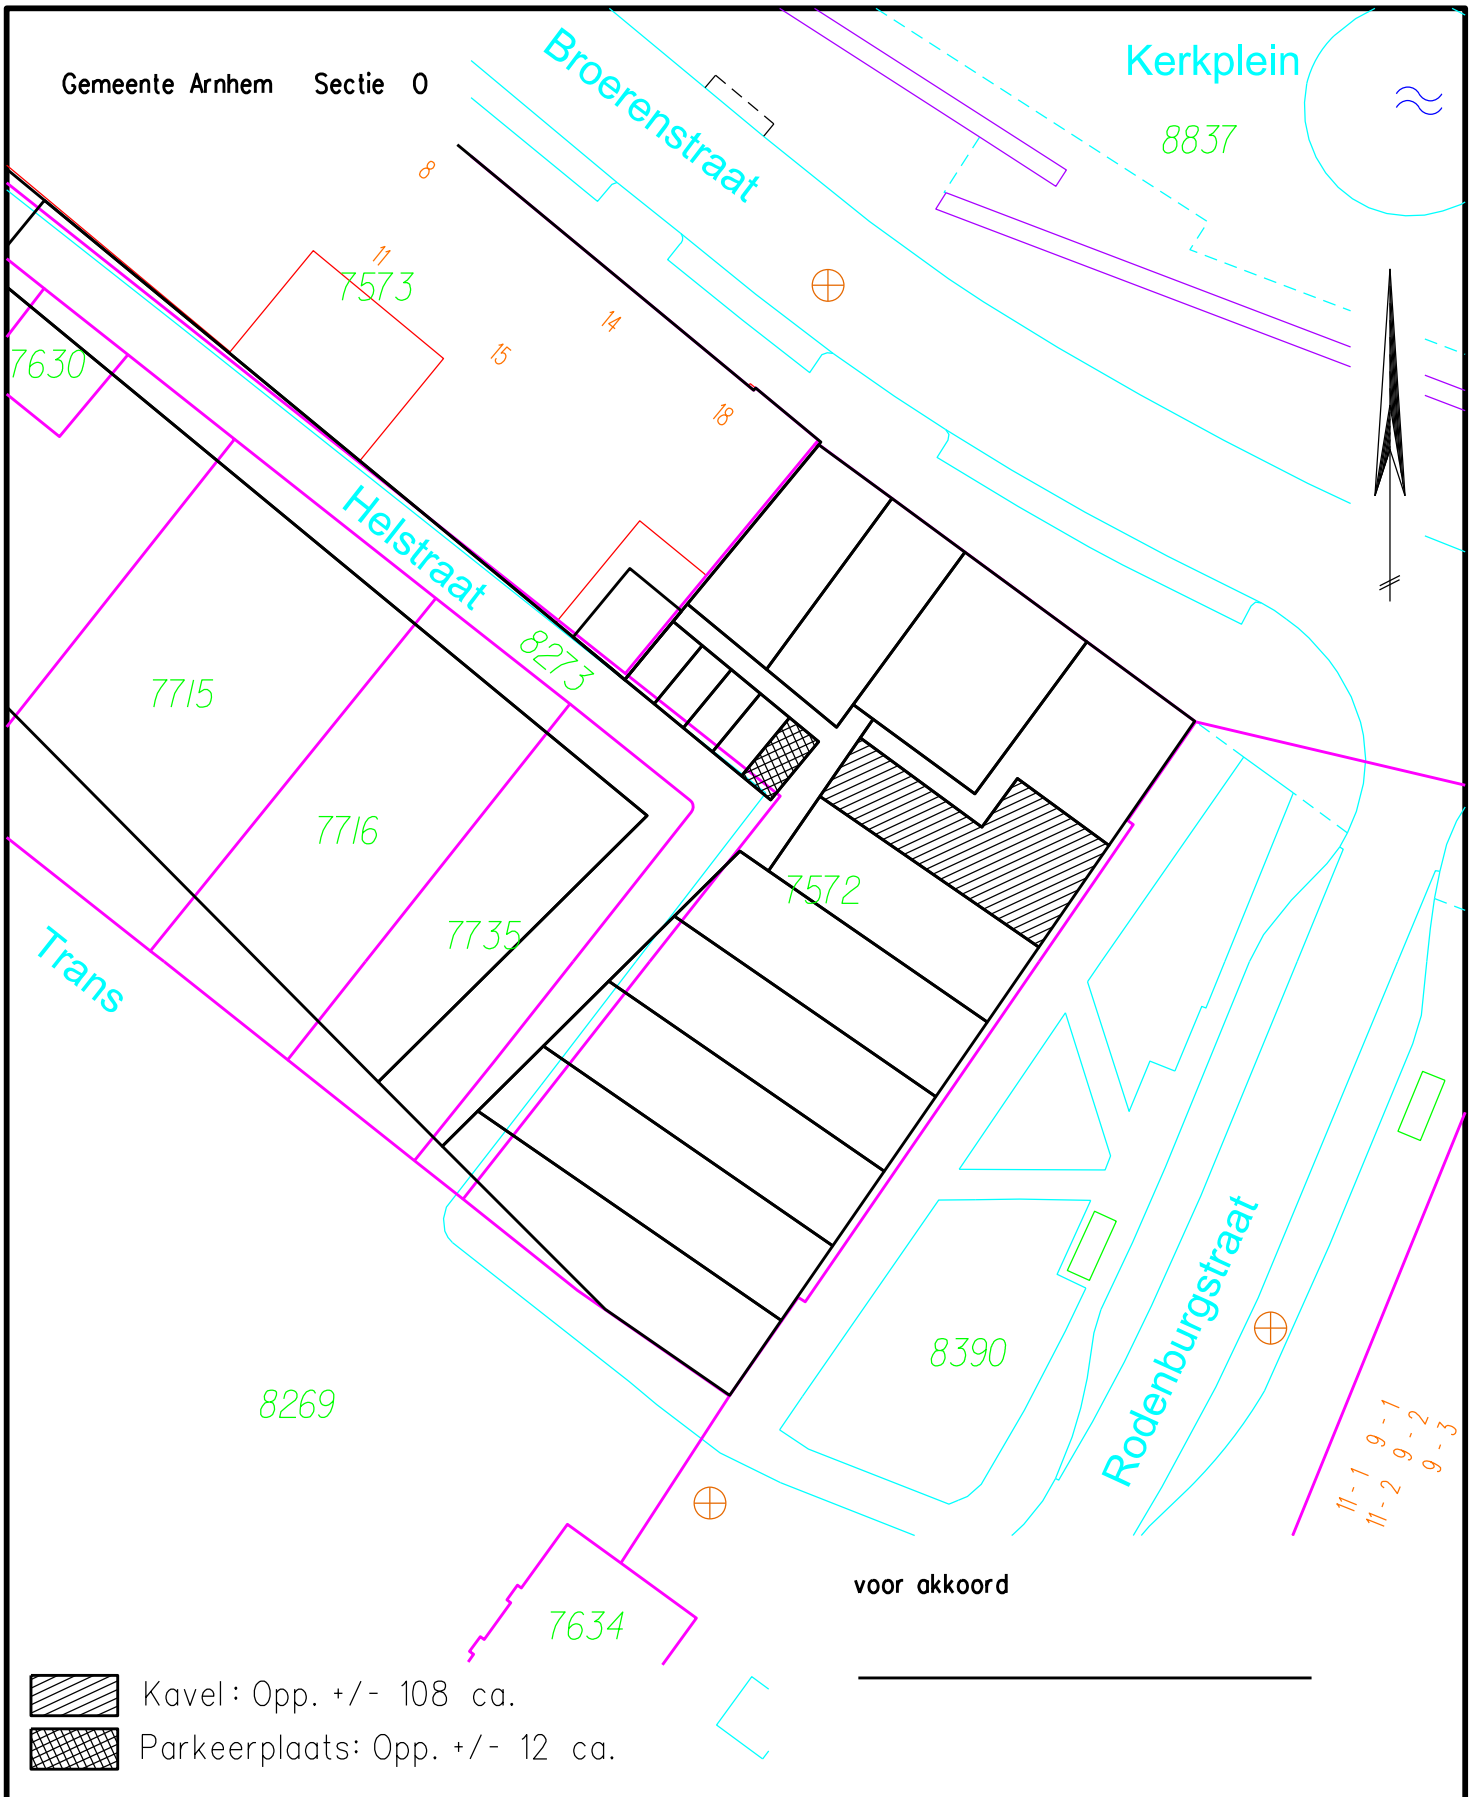 Gemeente Arnhem Sectie O
Broerenstraat
Kerkplein
8837
8
11
7573
14
15
18
7630
Helstraat
8273
7715
7716
7735
7572
Trans
8390
Rodenburgstraat
8269
11-1 9-1
11-2 9-2
9-3
7634
voor akkoord
Kavel: Opp. +/- 108 ca.
Parkeerplaats: Opp. +/- 12 ca.